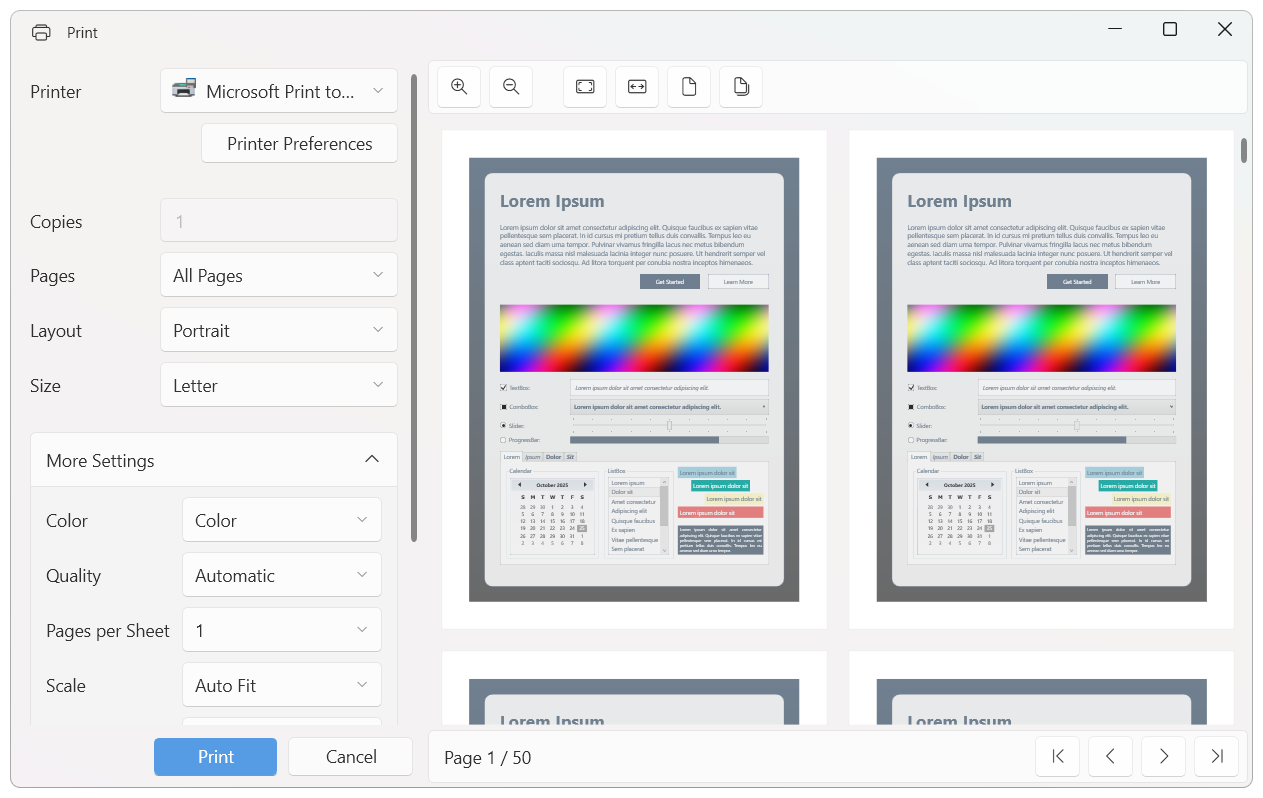 Print
Printer
Microsoft Print to...
Printer Preferences
Copies
1
Pages
All Pages
Layout
Portrait
Size
Letter
More Settings
Color
Color
Quality
Automatic
Pages per Sheet
1
Scale
Auto Fit
Print
Cancel
Lorem Ipsum
Lorem ipsum dolor sit amet consectetur adipiscing elit. Quisque faucibus ex sapien vitae
pellentesque sem placerat. In id cursus mi pretium tellus duis convallis. Tempus leo eu
aenean sed diam urna tempor. Pulvinar vivamus fringilla lacus nec metus bibendum
egestas. Iaculis massa nisl malesuada lacinia integer nunc posuere. Ut hendrerit semper vel
class aptent taciti sociosqu. Ad litora torquent per conubia nostra inceptos himenaeos.
Get Started
Learn More
TextBox:
Lorem ipsum dolor sit amet consectetur adipiscing elit.
ComboBox:
Lorem ipsum dolor sit amet consectetur adipiscing elit.
Slider:
ProgressBar:
Lorem Ipsum Dolor Sit
Calendar
October 2025
S M T W T F S
28 29 30 1 2 3 4
5 6 7 8 9 10 11
12 13 14 15 16 17 18
19 20 21 22 23 24 25
26 27 28 29 30 31 1
2 3 4 5 6 7 8
ListBox
Lorem ipsum
Dolor sit
Amet consectetur
Adipiscing elit
Quisque faucibus
Ex sapien
Vitae pellentesque
Sem placerat
Lorem ipsum dolor sit
Lorem ipsum dolor sit
Lorem ipsum dolor sit
Lorem ipsum dolor sit
Lorem ipsum dolor sit amet consectetur
adipiscing elit. Quisque faucibus ex sapien vitae
pellentesque sem placerat. In id cursus mi
pretium tellus duis convallis. Tempus leo eu
aenean sed diam urna tempor.
Lorem Ipsum
Lorem ipsum dolor sit amet consectetur adipiscing elit. Quisque faucibus ex sapien vitae
pellentesque sem placerat. In id cursus mi pretium tellus duis convallis. Tempus leo eu
aenean sed diam urna tempor. Pulvinar vivamus fringilla lacus nec metus bibendum
egestas. Iaculis massa nisl malesuada lacinia integer nunc posuere. Ut hendrerit semper vel
class aptent taciti sociosqu. Ad litora torquent per conubia nostra inceptos himenaeos.
Get Started
Learn More
TextBox:
Lorem ipsum dolor sit amet consectetur adipiscing elit.
ComboBox:
Lorem ipsum dolor sit amet consectetur adipiscing elit.
Slider:
ProgressBar:
Lorem Ipsum Dolor Sit
Calendar
October 2025
S M T W T F S
28 29 30 1 2 3 4
5 6 7 8 9 10 11
12 13 14 15 16 17 18
19 20 21 22 23 24 25
26 27 28 29 30 31 1
2 3 4 5 6 7 8
ListBox
Lorem ipsum
Dolor sit
Amet consectetur
Adipiscing elit
Quisque faucibus
Ex sapien
Vitae pellentesque
Sem placerat
Lorem ipsum dolor sit
Lorem ipsum dolor sit
Lorem ipsum dolor sit
Lorem ipsum dolor sit
Lorem ipsum dolor sit amet consectetur
adipiscing elit. Quisque faucibus ex sapien vitae
pellentesque sem placerat. In id cursus mi
pretium tellus duis convallis. Tempus leo eu
aenean sed diam urna tempor.
Lorem Ipsum
Lorem Ipsum
Page 1 / 50